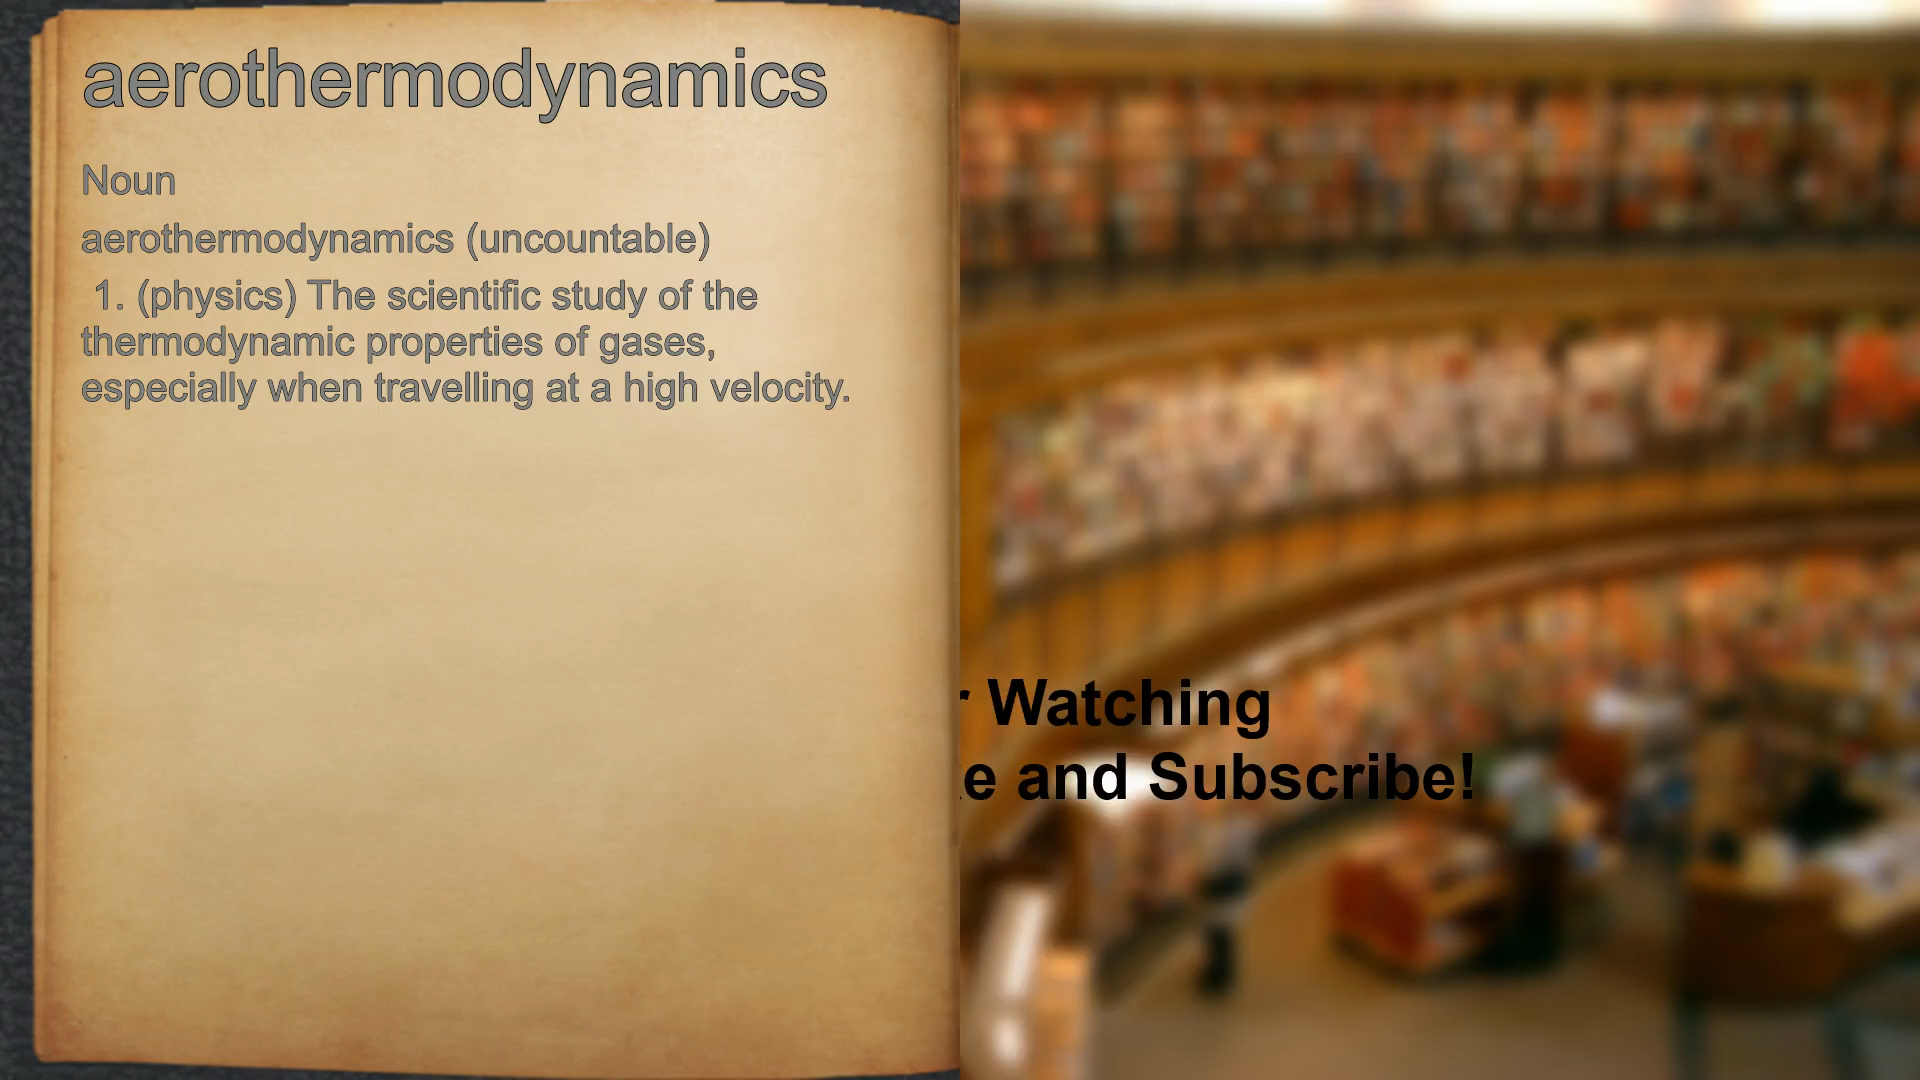 aerothermodynamics
Noun
aerothermodynamics (uncountable)
1. (physics) The scientific study of the
thermodynamic properties of gases,
especially when travelling at a high velocity.
Watching
and Subscribe!